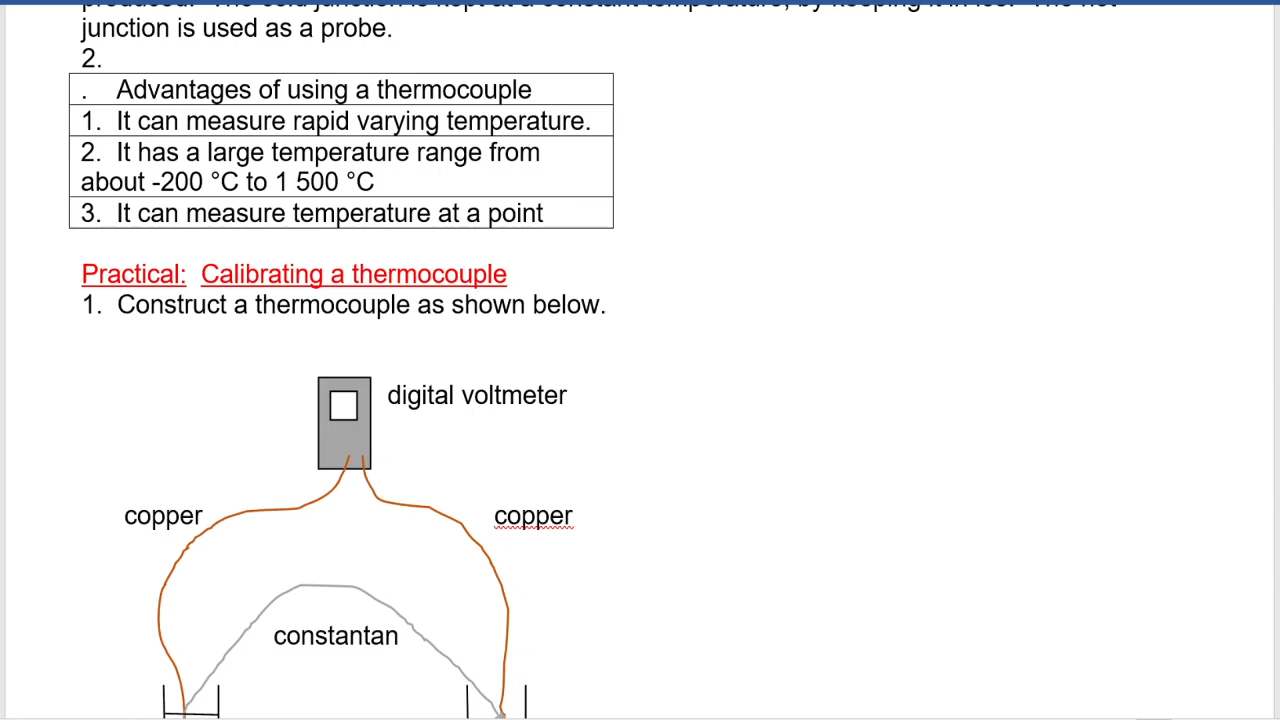 junction is used as a probe.
2.
. Advantages of using a thermocouple
1. It can measure rapid varying temperature.
2. It has a large temperature range from
about -200 °C to 1 500 °C
3. It can measure temperature at a point
Practical: Calibrating a thermocouple
1. Construct a thermocouple as shown below.
digital voltmeter
copper
copper
constantan